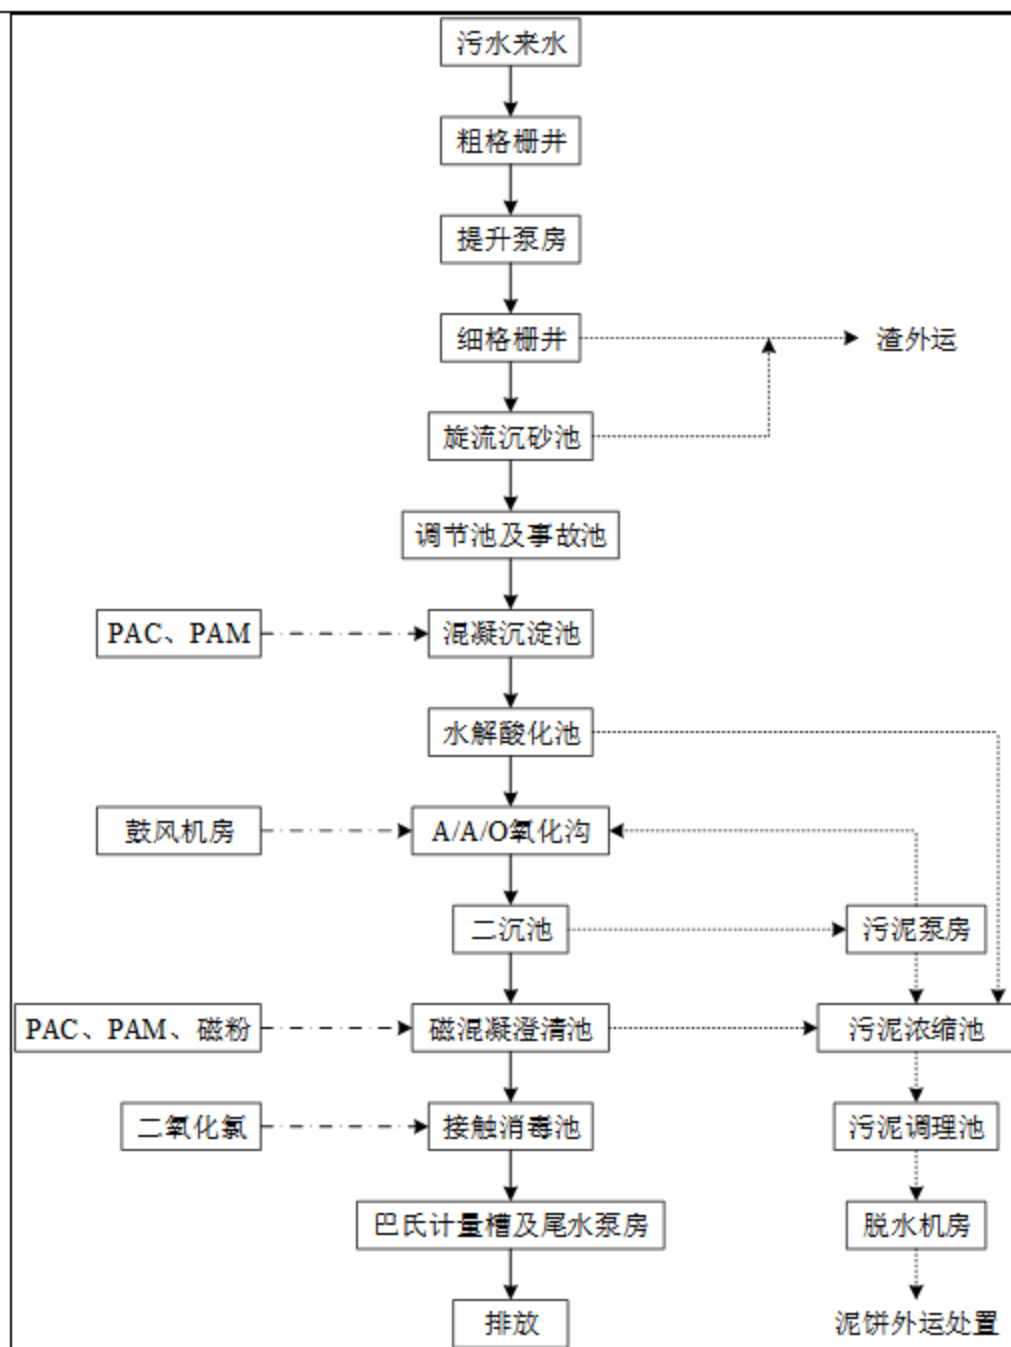 污水来水
粗格栅井
提升泵房
细格栅井
渣外运
旋流沉砂池
调节池及事故池
PAC、PAM
混凝沉淀池
水解酸化池
鼓风机房
A/A/O氧化沟
二沉池
污泥泵房
PAC、PAM、磁粉
磁混凝澄清池
污泥浓缩池
二氧化氯
接触消毒池
污泥调理池
巴氏计量槽及尾水泵房
脱水机房
排放
泥饼外运处置